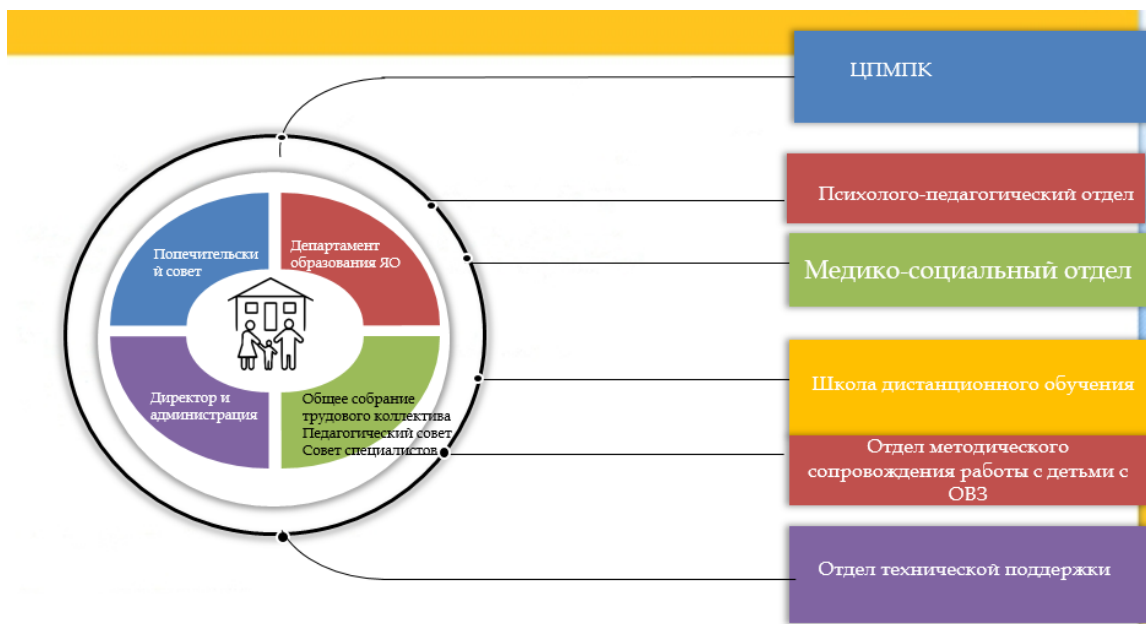 ЦПМПК
Психолого-педагогический отдел
Медико-социальный отдел
Школа дистанционного обучения
Отдел методического
сопровождения работы с детьми с
ОВЗ
Отдел технической поддержки
Попечительски
й совет
Департамент
образования ЯО
Директор и
администрация
Общее собрание
трудового коллектива
Педагогический совет
Совет специалистов